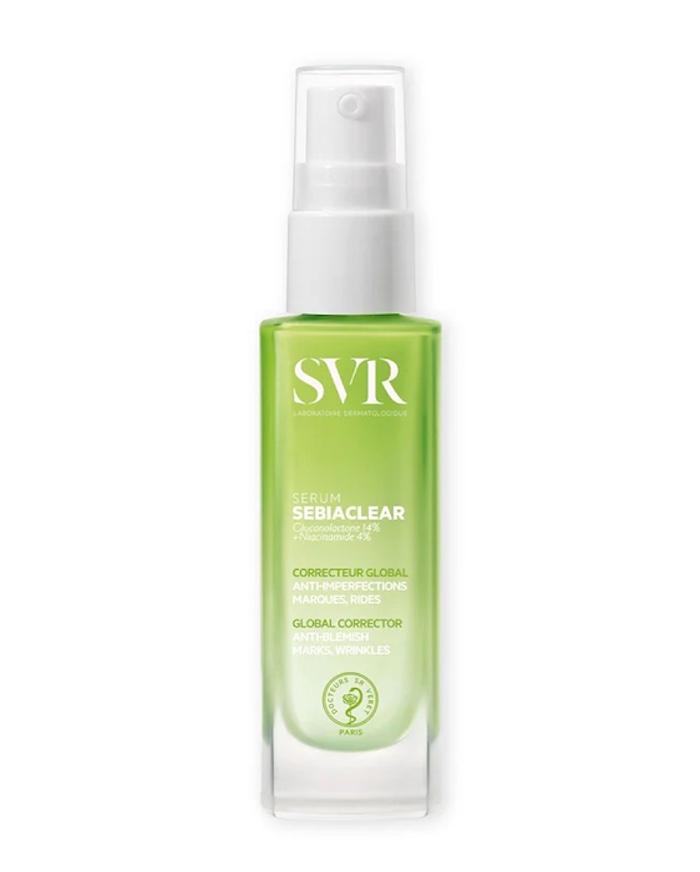 SVR
LABORATOIRE DERMATOLOGIQUE
SERUM
SEBIACLEAR
Gluconolactone 14%
+Niacinamide 4%
CORRECTEUR GLOBAL
ANTI-IMPERFECTIONS
MARQUES, RIDES
GLOBAL CORRECTOR
ANTI-BLEMISH
MARKS, WRINKLES
DOCTEURS SR VERET
PARIS